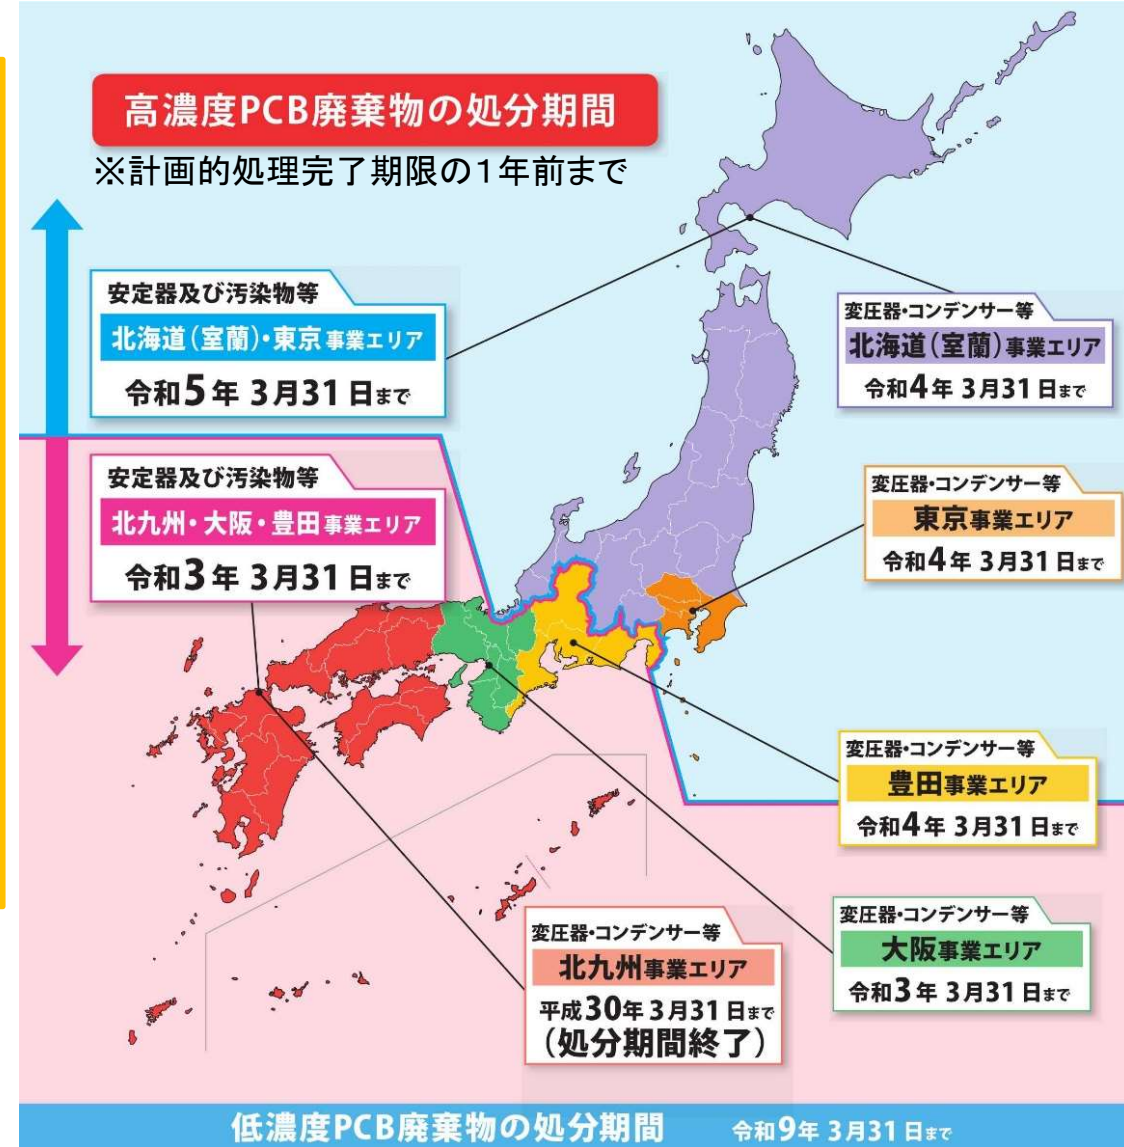 高濃度PCB廃棄物の処分期間
※計画的処理完了期限の1年前まで
安定器及び汚染物等
北海道(室蘭)・東京事業エリア
令和5年 3月31日まで
変圧器・コンデンサー等
北海道(室蘭)事業エリア
令和4年 3月31日まで
安定器及び汚染物等
北九州・大阪・豊田事業エリア
令和3年 3月31日まで
変圧器・コンデンサー等
東京事業エリア
令和4年 3月31日まで
変圧器・コンデンサー等
豊田事業エリア
令和4年 3月31日まで
変圧器・コンデンサー等
大阪事業エリア
令和3年 3月31日まで
変圧器・コンデンサー等
北九州事業エリア
平成30年 3月31日まで
(処分期間終了)
低濃度PCB廃棄物の処分期間 令和9年 3月31日まで